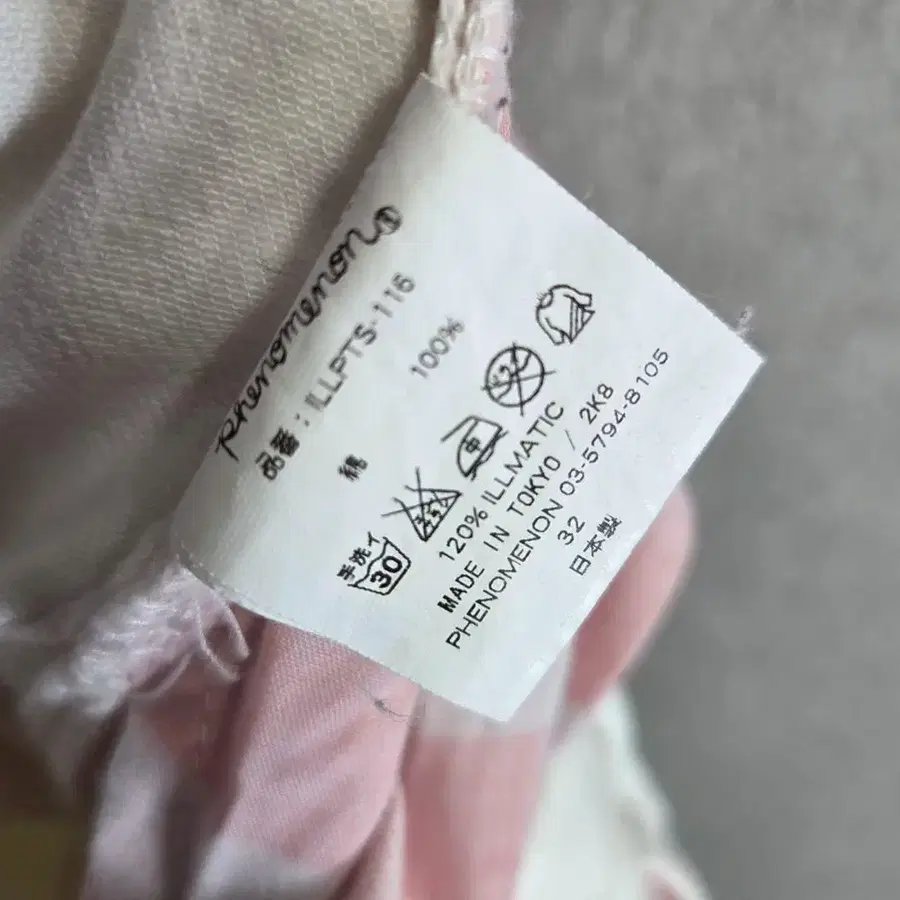 Phenomenon
品番：ILLPTS-116
綿 100%
手洗イ
30
中
120% ILLMATIC
MADE IN TOKYO / 2K8
PHENOMENON 03-5794-8105
32
日本製